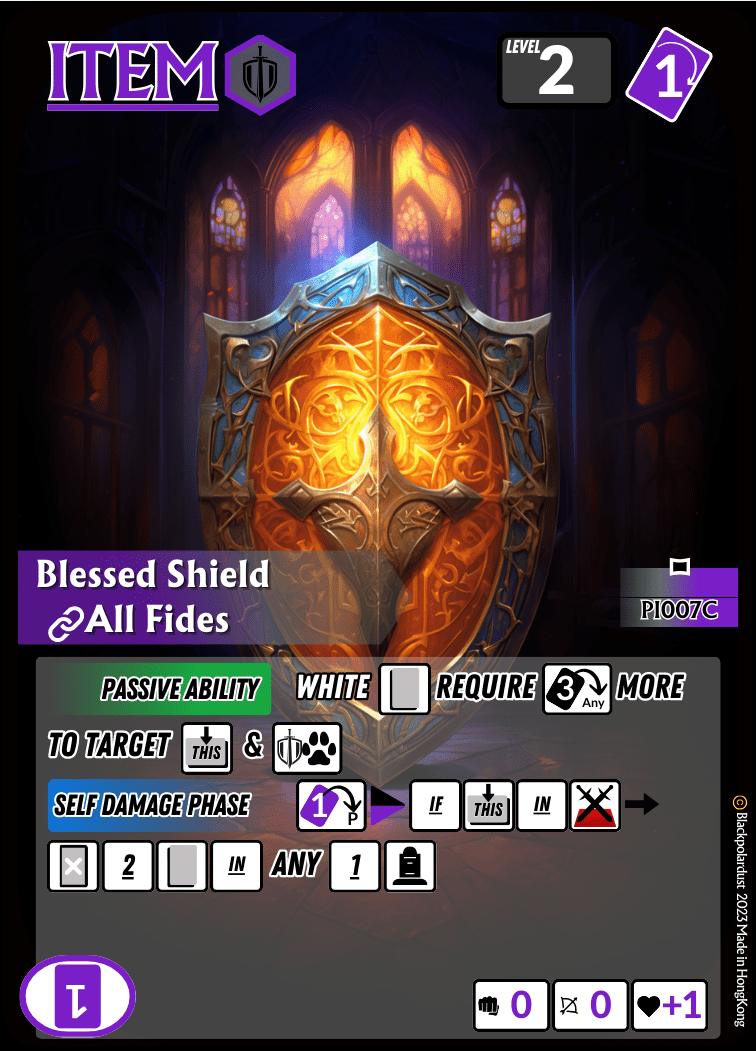 ITEM
LEVEL 2
1
Blessed Shield
All Fides
PI007C
PASSIVE ABILITY WHITE REQUIRE 3 Any MORE
TO TARGET THIS & 
SELF DAMAGE PHASE 1 P IF THIS IN
2 IN ANY 1
1
0 0 +1
© Blackpolardust 2023 Made in HongKong